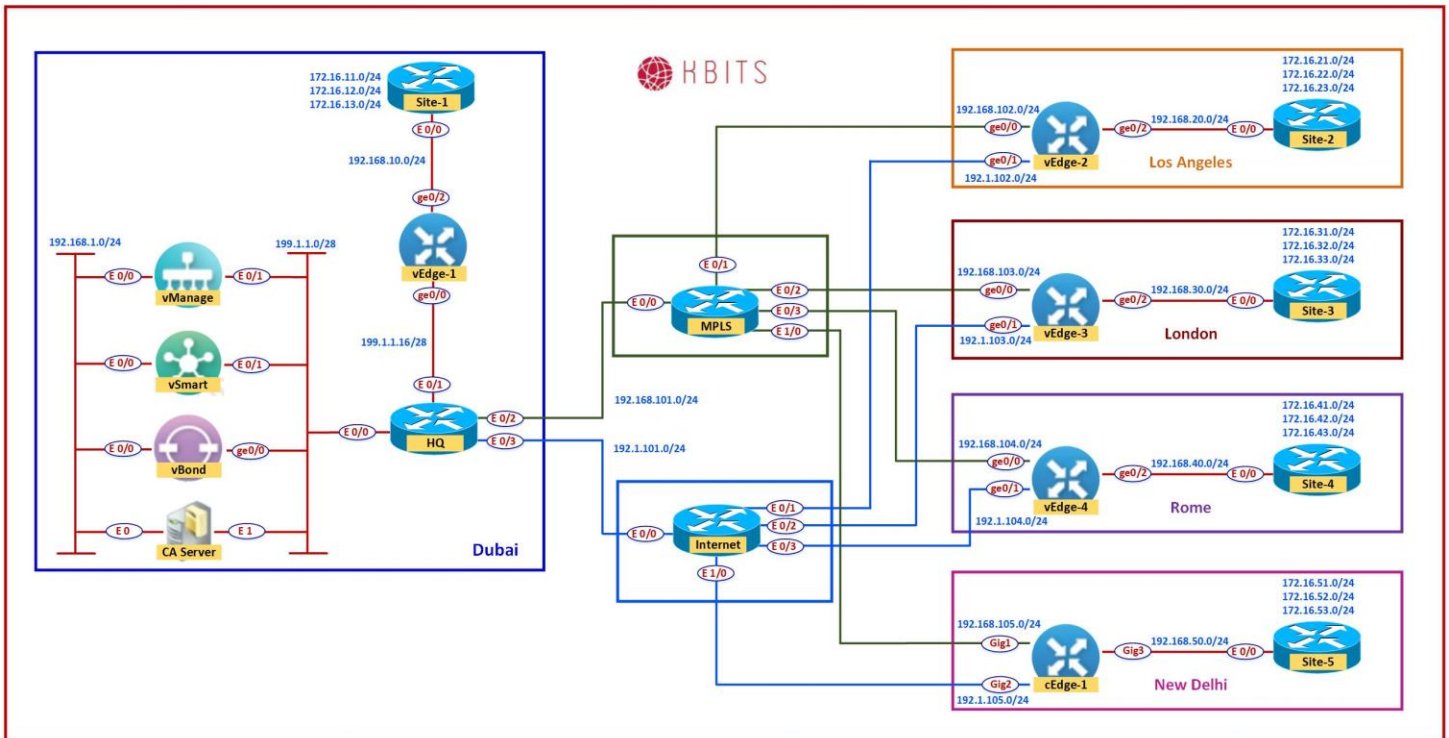 KBITS
172.16.11.0/24
172.16.12.0/24
172.16.13.0/24
Site-1
E 0/0
192.168.10.0/24
ge0/2
vEdge-1
ge0/0
199.1.1.16/28
E 0/1
192.168.1.0/24
199.1.1.0/28
E 0/0
vManage
E 0/1
E 0/0
vSmart
E 0/1
E 0/0
vBond
ge0/0
E 0
CA Server
E 1
E 0/0
HQ
E 0/2
E 0/3
Dubai
192.168.101.0/24
192.1.101.0/24
E 0/1
E 0/0
MPLS
E 0/2
E 0/3
E 1/0
E 0/0
Internet
E 0/1
E 0/2
E 0/3
E 1/0
172.16.21.0/24
172.16.22.0/24
172.16.23.0/24
192.168.102.0/24
ge0/0
ge0/1
192.1.102.0/24
vEdge-2
ge0/2
192.168.20.0/24
E 0/0
Site-2
Los Angeles
172.16.31.0/24
172.16.32.0/24
172.16.33.0/24
192.168.103.0/24
ge0/0
ge0/1
192.1.103.0/24
vEdge-3
ge0/2
192.168.30.0/24
E 0/0
Site-3
London
172.16.41.0/24
172.16.42.0/24
172.16.43.0/24
192.168.104.0/24
ge0/0
ge0/1
192.1.104.0/24
vEdge-4
ge0/2
192.168.40.0/24
E 0/0
Site-4
Rome
172.16.51.0/24
172.16.52.0/24
172.16.53.0/24
192.168.105.0/24
Gig1
Gig2
192.1.105.0/24
cEdge-1
Gig3
192.168.50.0/24
E 0/0
Site-5
New Delhi